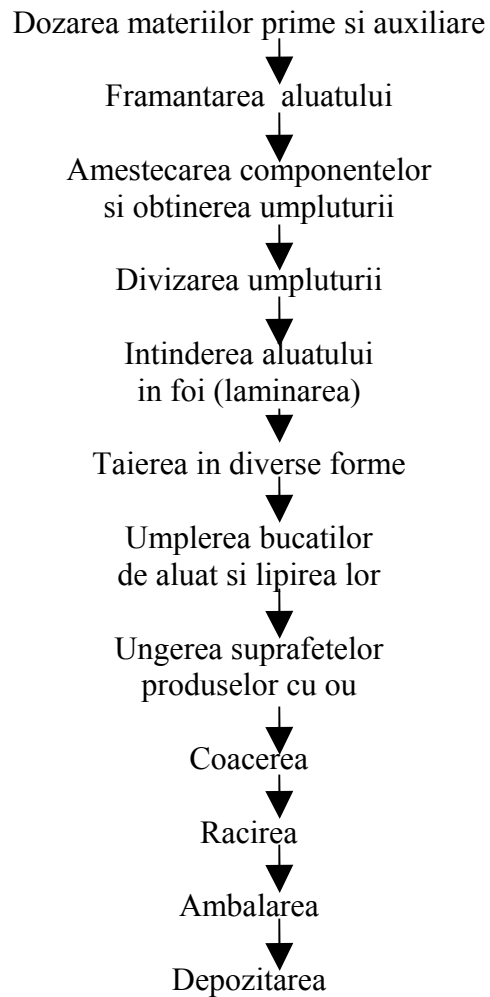 Dozarea materiilor prime si auxiliare
Framantarea aluatului
Amestecarea componentelor
si obtinerea umpluturii
Divizarea umpluturii
Intinderea aluatului
in foi (laminarea)
Taierea in diverse forme
Umplerea bucatilor
de aluat si lipirea lor
Ungerea suprafetelor
produselor cu ou
Coacerea
Racirea
Ambalarea
Depozitarea